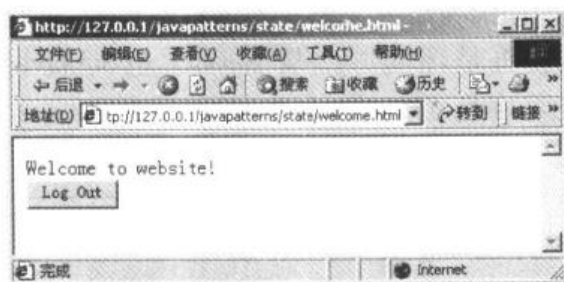 http://127.0.0.1/javapatterns/state/welcome.html -
文件(F) 编辑(E) 查看(V) 收藏(A) 工具(T) 帮助(H)
后退 搜索 收藏 历史 »
地址(D) tp://127.0.0.1/javapatterns/state/welcome.html 转到 链接 »
Welcome to website!
Log Out
完成 Internet